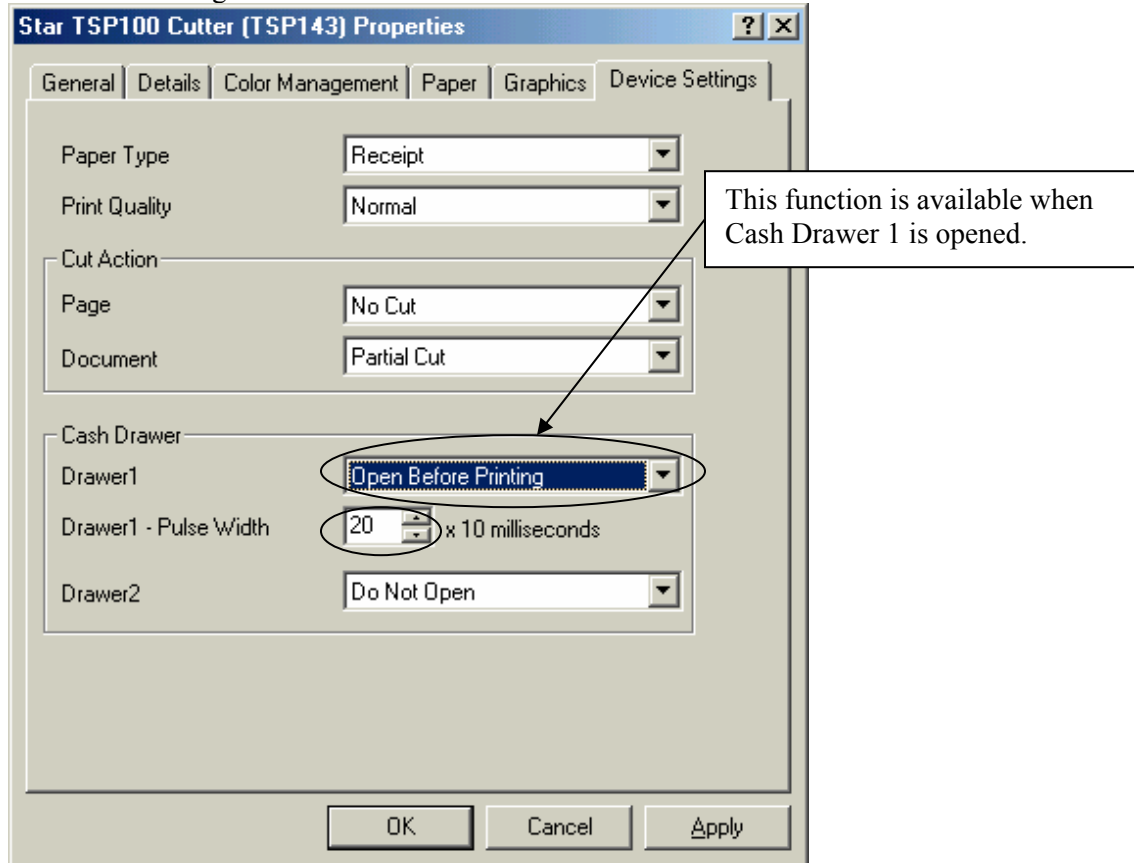 Star TSP100 Cutter (TSP143) Properties
General Details Color Management Paper Graphics Device Settings
Paper Type Receipt
Print Quality Normal
This function is available when
Cash Drawer 1 is opened.
Cut Action
Page No Cut
Document Partial Cut
Cash Drawer
Drawer1 Open Before Printing
Drawer1 - Pulse Width 20 x 10 milliseconds
Drawer2 Do Not Open
OK Cancel Apply